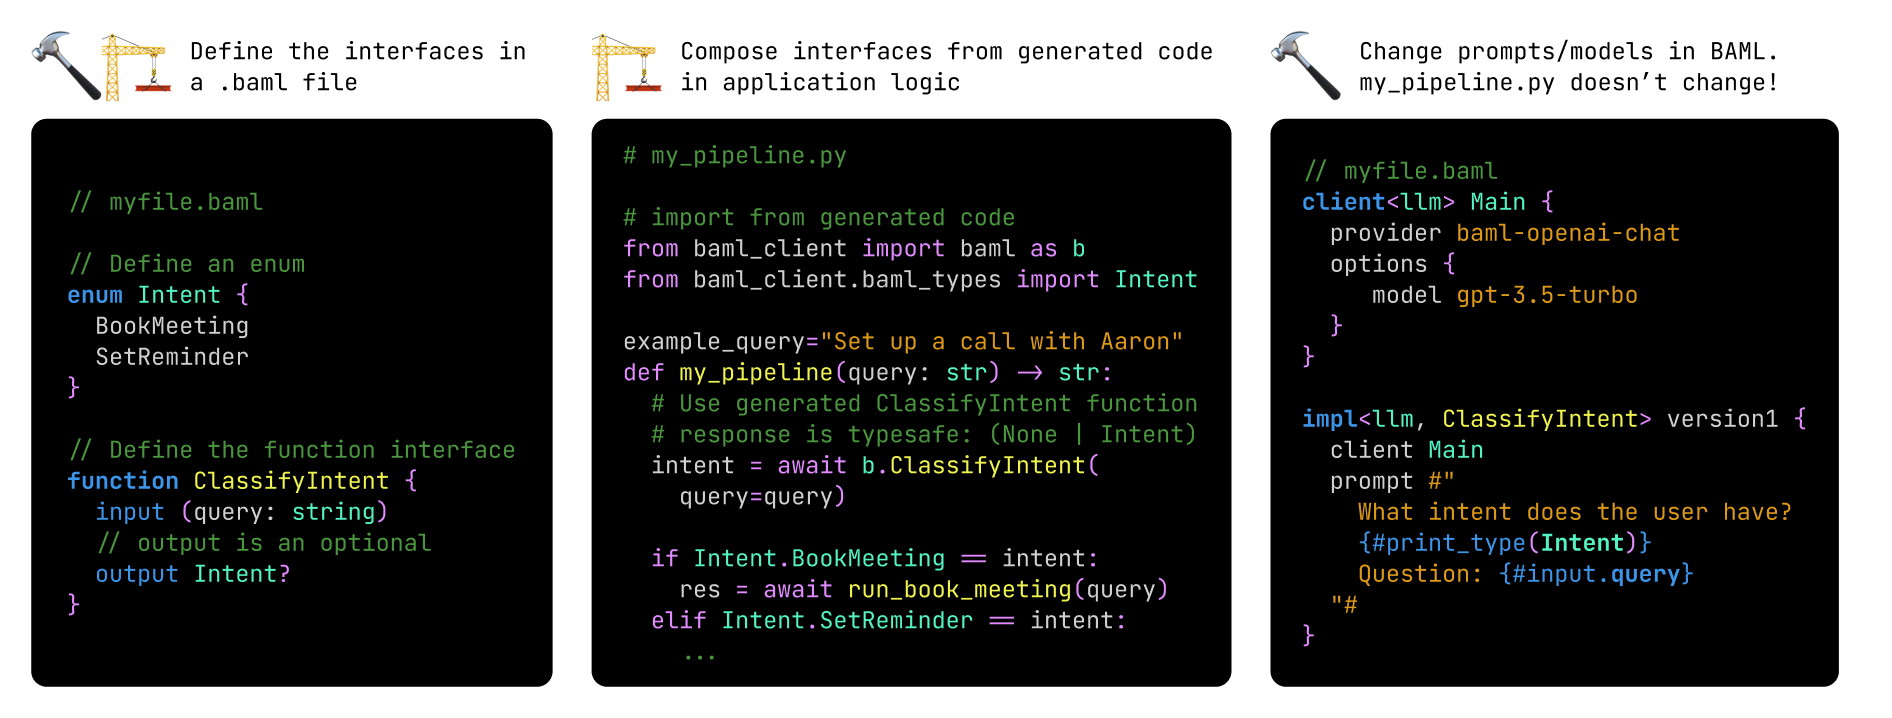 Define the interfaces in
a .baml file
// myfile.baml
// Define an enum
enum Intent {
  BookMeeting
  SetReminder
}
// Define the function interface
function ClassifyIntent {
  input (query: string)
  // output is an optional
  output Intent?
}
Compose interfaces from generated code
in application logic
# my_pipeline.py
# import from generated code
from baml_client import baml as b
from baml_client.baml_types import Intent
example_query="Set up a call with Aaron"
def my_pipeline(query: str) -> str:
  # Use generated ClassifyIntent function
  # response is typesafe: (None | Intent)
  intent = await b.ClassifyIntent(
    query=query)
  if Intent.BookMeeting == intent:
    res = await run_book_meeting(query)
  elif Intent.SetReminder == intent:
    ...
Change prompts/models in BAML.
my_pipeline.py doesn’t change!
// myfile.baml
client<llm> Main {
  provider baml-openai-chat
  options {
     model gpt-3.5-turbo
  }
}
impl<llm, ClassifyIntent> version1 {
  client Main
  prompt #"
    What intent does the user have?
    {#print_type(Intent)}
    Question: {#input.query}
  "#
}